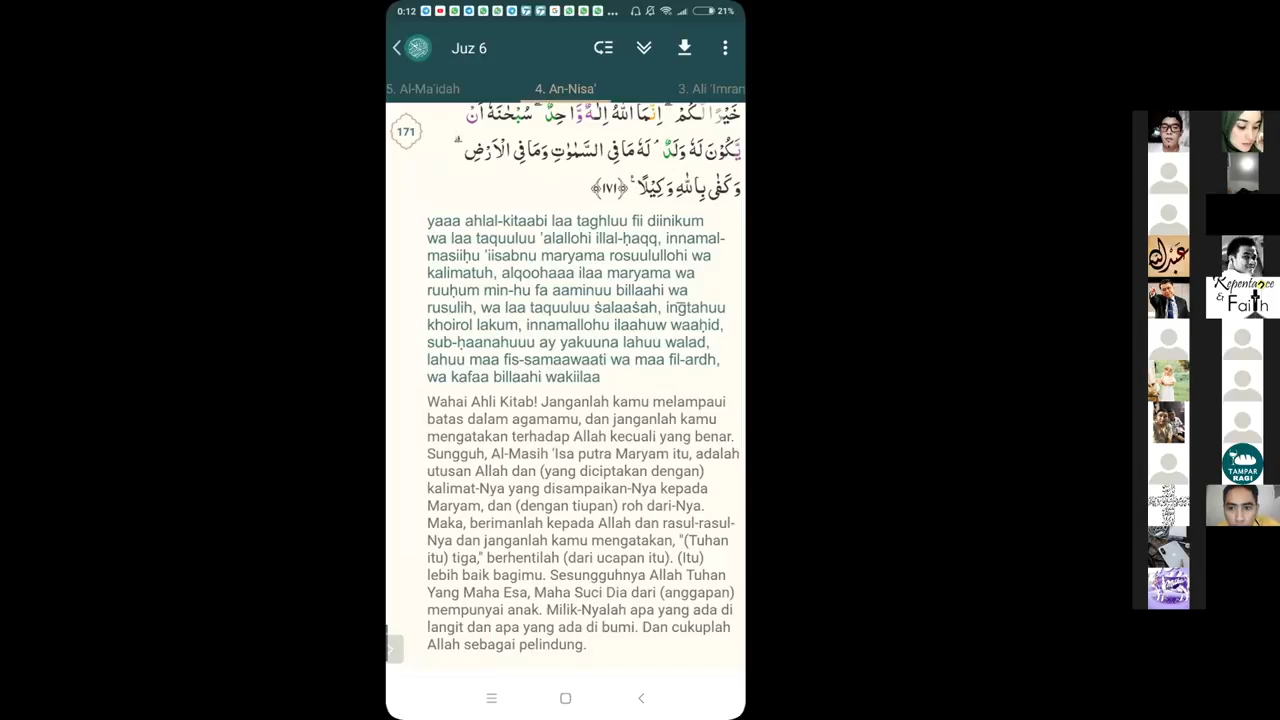 0:12
21%
Juz 6
5. Al-Ma'idah
4. An-Nisa'
3. Ali 'Imran
خَيْرًا لَّكُمْ ۗ اِنَّمَا اللّٰهُ اِلٰهٌ وَّاحِدٌ ۗ سُبْحٰنَهٗٓ اَنْ
171
يَّكُوْنَ لَهٗ وَلَدٌ ۘ لَهٗ مَا فِى السَّمٰوٰتِ وَمَا فِى الْاَرْضِ ۗ
وَكَفٰى بِاللّٰهِ وَكِيْلًا ࣖ ﴿١٧١﴾
yaaa ahlal-kitaabi laa taghluu fii diinikum
wa laa taquuluu 'alallohi illal-ḥaqq, innamal-
masiiḥu 'iisabnu maryama rosuulullohi wa
kalimatuh, alqoohaaa ilaa maryama wa
ruuḥum min-hu fa aaminuu billaahi wa
rusulih, wa laa taquuluu ṡalaaṡah, ing̅tahuu
khoirol lakum, innamallohu ilaahuw waaḥid,
sub-ḥaanahuuu ay yakuuna lahuu walad,
lahuu maa fis-samaawaati wa maa fil-ardh,
wa kafaa billaahi wakiilaa
Wahai Ahli Kitab! Janganlah kamu melampaui
batas dalam agamamu, dan janganlah kamu
mengatakan terhadap Allah kecuali yang benar.
Sungguh, Al-Masih 'Isa putra Maryam itu, adalah
utusan Allah dan (yang diciptakan dengan)
kalimat-Nya yang disampaikan-Nya kepada
Maryam, dan (dengan tiupan) roh dari-Nya.
Maka, berimanlah kepada Allah dan rasul-rasul-
Nya dan janganlah kamu mengatakan, "(Tuhan
itu) tiga," berhentilah (dari ucapan itu). (Itu)
lebih baik bagimu. Sesungguhnya Allah Tuhan
Yang Maha Esa, Maha Suci Dia dari (anggapan)
mempunyai anak. Milik-Nyalah apa yang ada di
langit dan apa yang ada di bumi. Dan cukuplah
Allah sebagai pelindung.
Repentance
& Faith
TAMPAR
RAGI